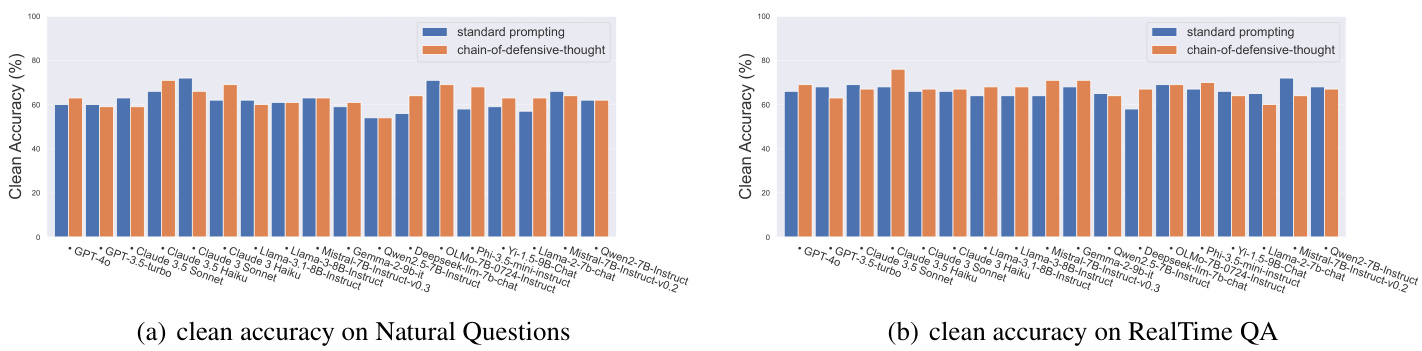 100
80
60
40
20
0
Clean Accuracy (%)
standard prompting
chain-of-defensive-thought
• GPT-4o
• GPT-3.5-turbo
• Claude 3.5 Sonnet
• Claude 3.5 Haiku
• Claude 3 Sonnet
• Claude 3 Haiku
• Llama-3.1-8B-Instruct
• Llama-3-8B-Instruct
• Mistral-7B-Instruct-v0.3
• Gemma-2-9b-it
• Qwen2.5-7B-Instruct
• Deepseek-llm-7b-chat
• OLMo-7B-0724-Instruct
• Phi-3.5-mini-instruct
• Yi-1.5-9B-Chat
• Llama-2-7b-chat
• Mistral-7B-Instruct-v0.2
• Qwen2-7B-Instruct
(a) clean accuracy on Natural Questions
100
80
60
40
20
0
Clean Accuracy (%)
standard prompting
chain-of-defensive-thought
• GPT-4o
• GPT-3.5-turbo
• Claude 3.5 Sonnet
• Claude 3.5 Haiku
• Claude 3 Sonnet
• Claude 3 Haiku
• Llama-3.1-8B-Instruct
• Llama-3-8B-Instruct
• Mistral-7B-Instruct-v0.3
• Gemma-2-9b-it
• Qwen2.5-7B-Instruct
• Deepseek-llm-7b-chat
• OLMo-7B-0724-Instruct
• Phi-3.5-mini-instruct
• Yi-1.5-9B-Chat
• Llama-2-7b-chat
• Mistral-7B-Instruct-v0.2
• Qwen2-7B-Instruct
(b) clean accuracy on RealTime QA